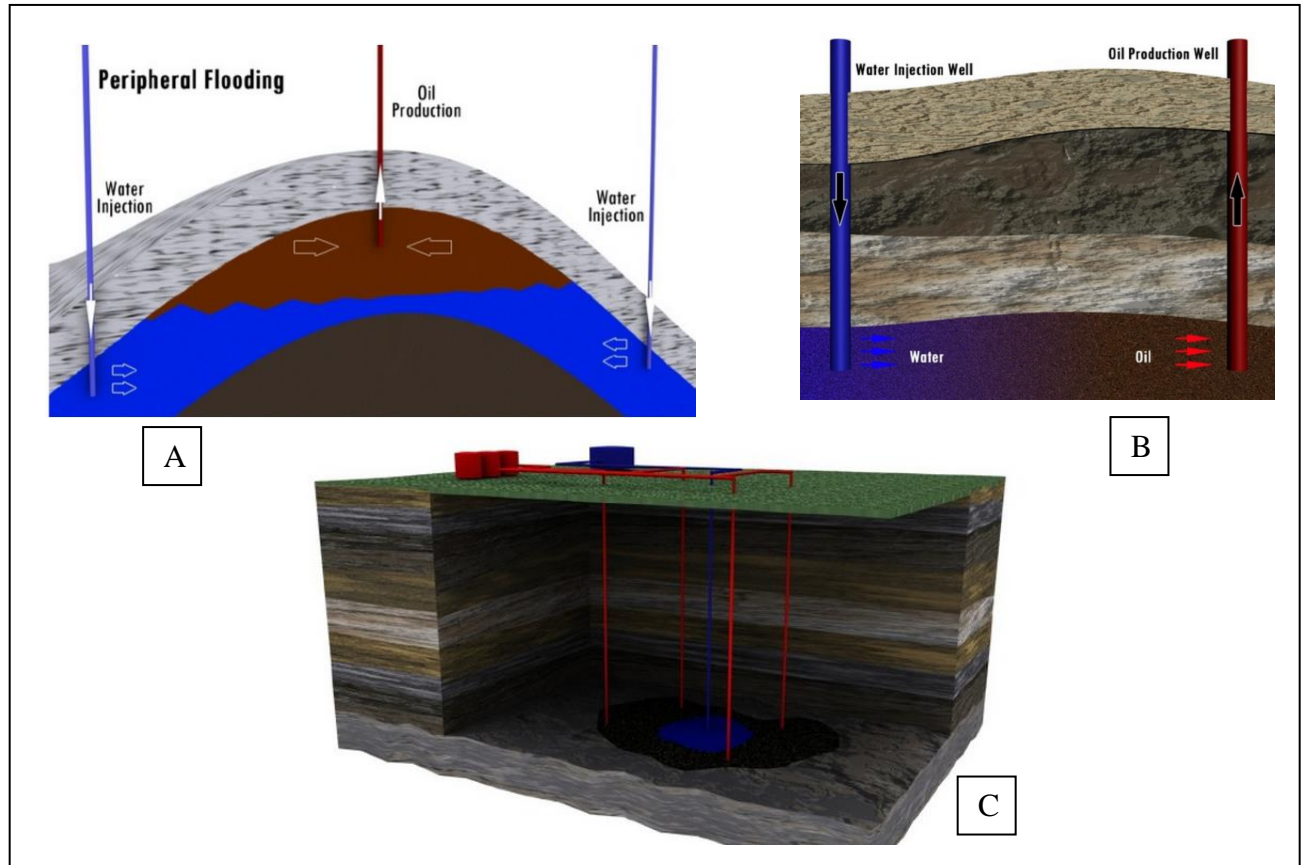 Peripheral Flooding
Oil
Production
Water
Injection
Water
Injection
A
Water Injection Well
Oil Production Well
Water
Oil
B
C